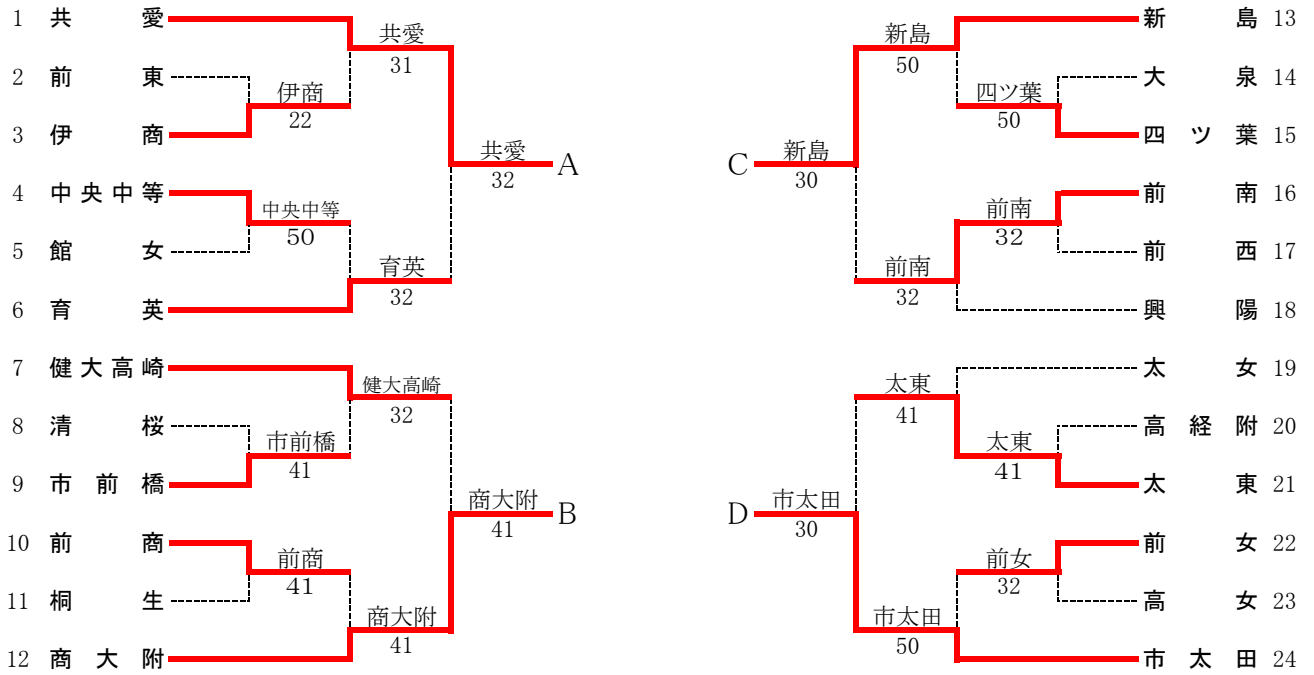 1 共愛
2 前東
3 伊商
4 中央中等
5 館女
6 育英
7 健大高崎
8 清桜
9 市前橋
10 前商
11 桐生
12 商大附
伊商
22
中央中等
50
市前橋
41
前商
41
共愛
31
育英
32
健大高崎
32
商大附
41
共愛
32
A
商大附
41
B
C
新島
30
D
市太田
30
新島
50
前南
32
太東
41
市太田
50
四ツ葉
50
前南
32
太東
41
前女
32
新島 13
大泉 14
四ツ葉 15
前南 16
前西 17
興陽 18
太女 19
高経附 20
太東 21
前女 22
高女 23
市太田 24